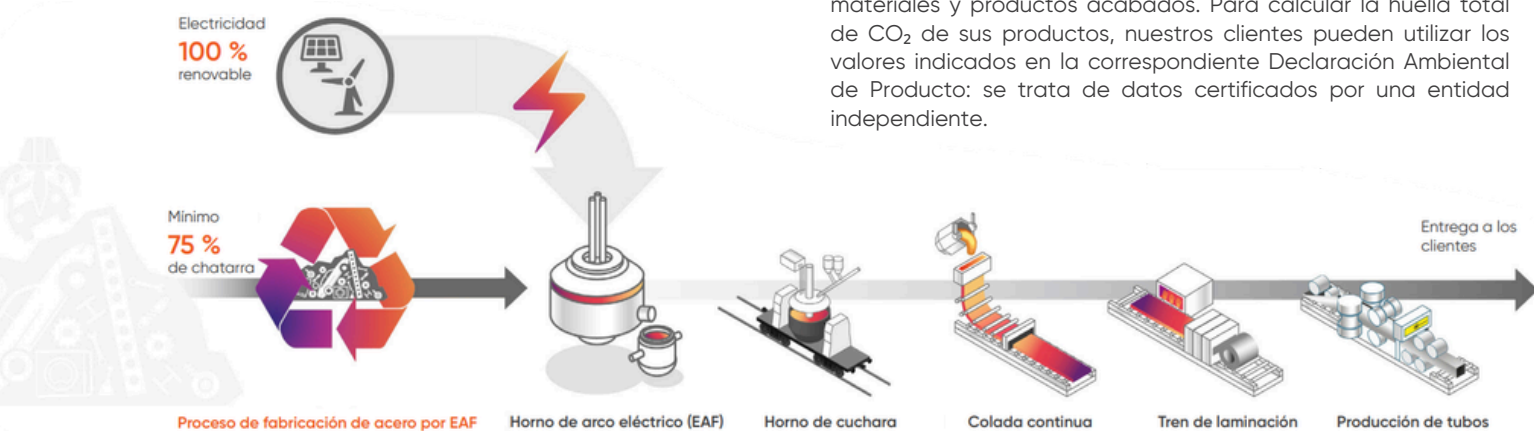 materiales y productos acabados. Para calcular la huella total
de CO₂ de sus productos, nuestros clientes pueden utilizar los
valores indicados en la correspondiente Declaración Ambiental
de Producto: se trata de datos certificados por una entidad
independiente.
Electricidad
100 %
renovable
Mínimo
75 %
de chatarra
Entrega a los
clientes
Proceso de fabricación de acero por EAF
Horno de arco eléctrico (EAF)
Horno de cuchara
Colada continua
Tren de laminación
Producción de tubos